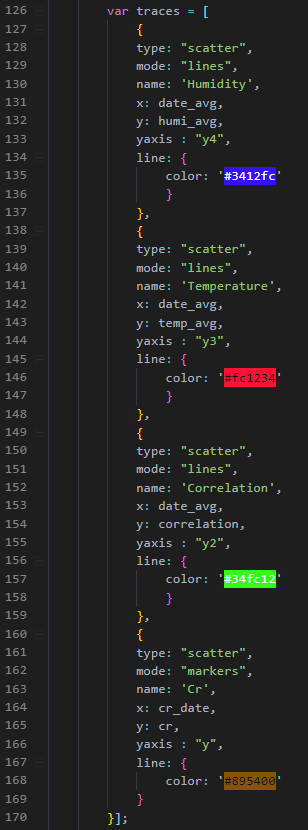 126 var traces = [
127 {
128 type: "scatter",
129 mode: "lines",
130 name: 'Humidity',
131 x: date_avg,
132 y: humi_avg,
133 yaxis : "y4",
134 line: {
135 color: '#3412fc'
136 }
137 },
138 {
139 type: "scatter",
140 mode: "lines",
141 name: 'Temperature',
142 x: date_avg,
143 y: temp_avg,
144 yaxis : "y3",
145 line: {
146 color: '#fc1234'
147 }
148 },
149 {
150 type: "scatter",
151 mode: "lines",
152 name: 'Correlation',
153 x: date_avg,
154 y: correlation,
155 yaxis : "y2",
156 line: {
157 color: '#34fc12'
158 }
159 },
160 {
161 type: "scatter",
162 mode: "markers",
163 name: 'Cr',
164 x: cr_date,
165 y: cr,
166 yaxis : "y",
167 line: {
168 color: '#895400'
169 }
170 }];